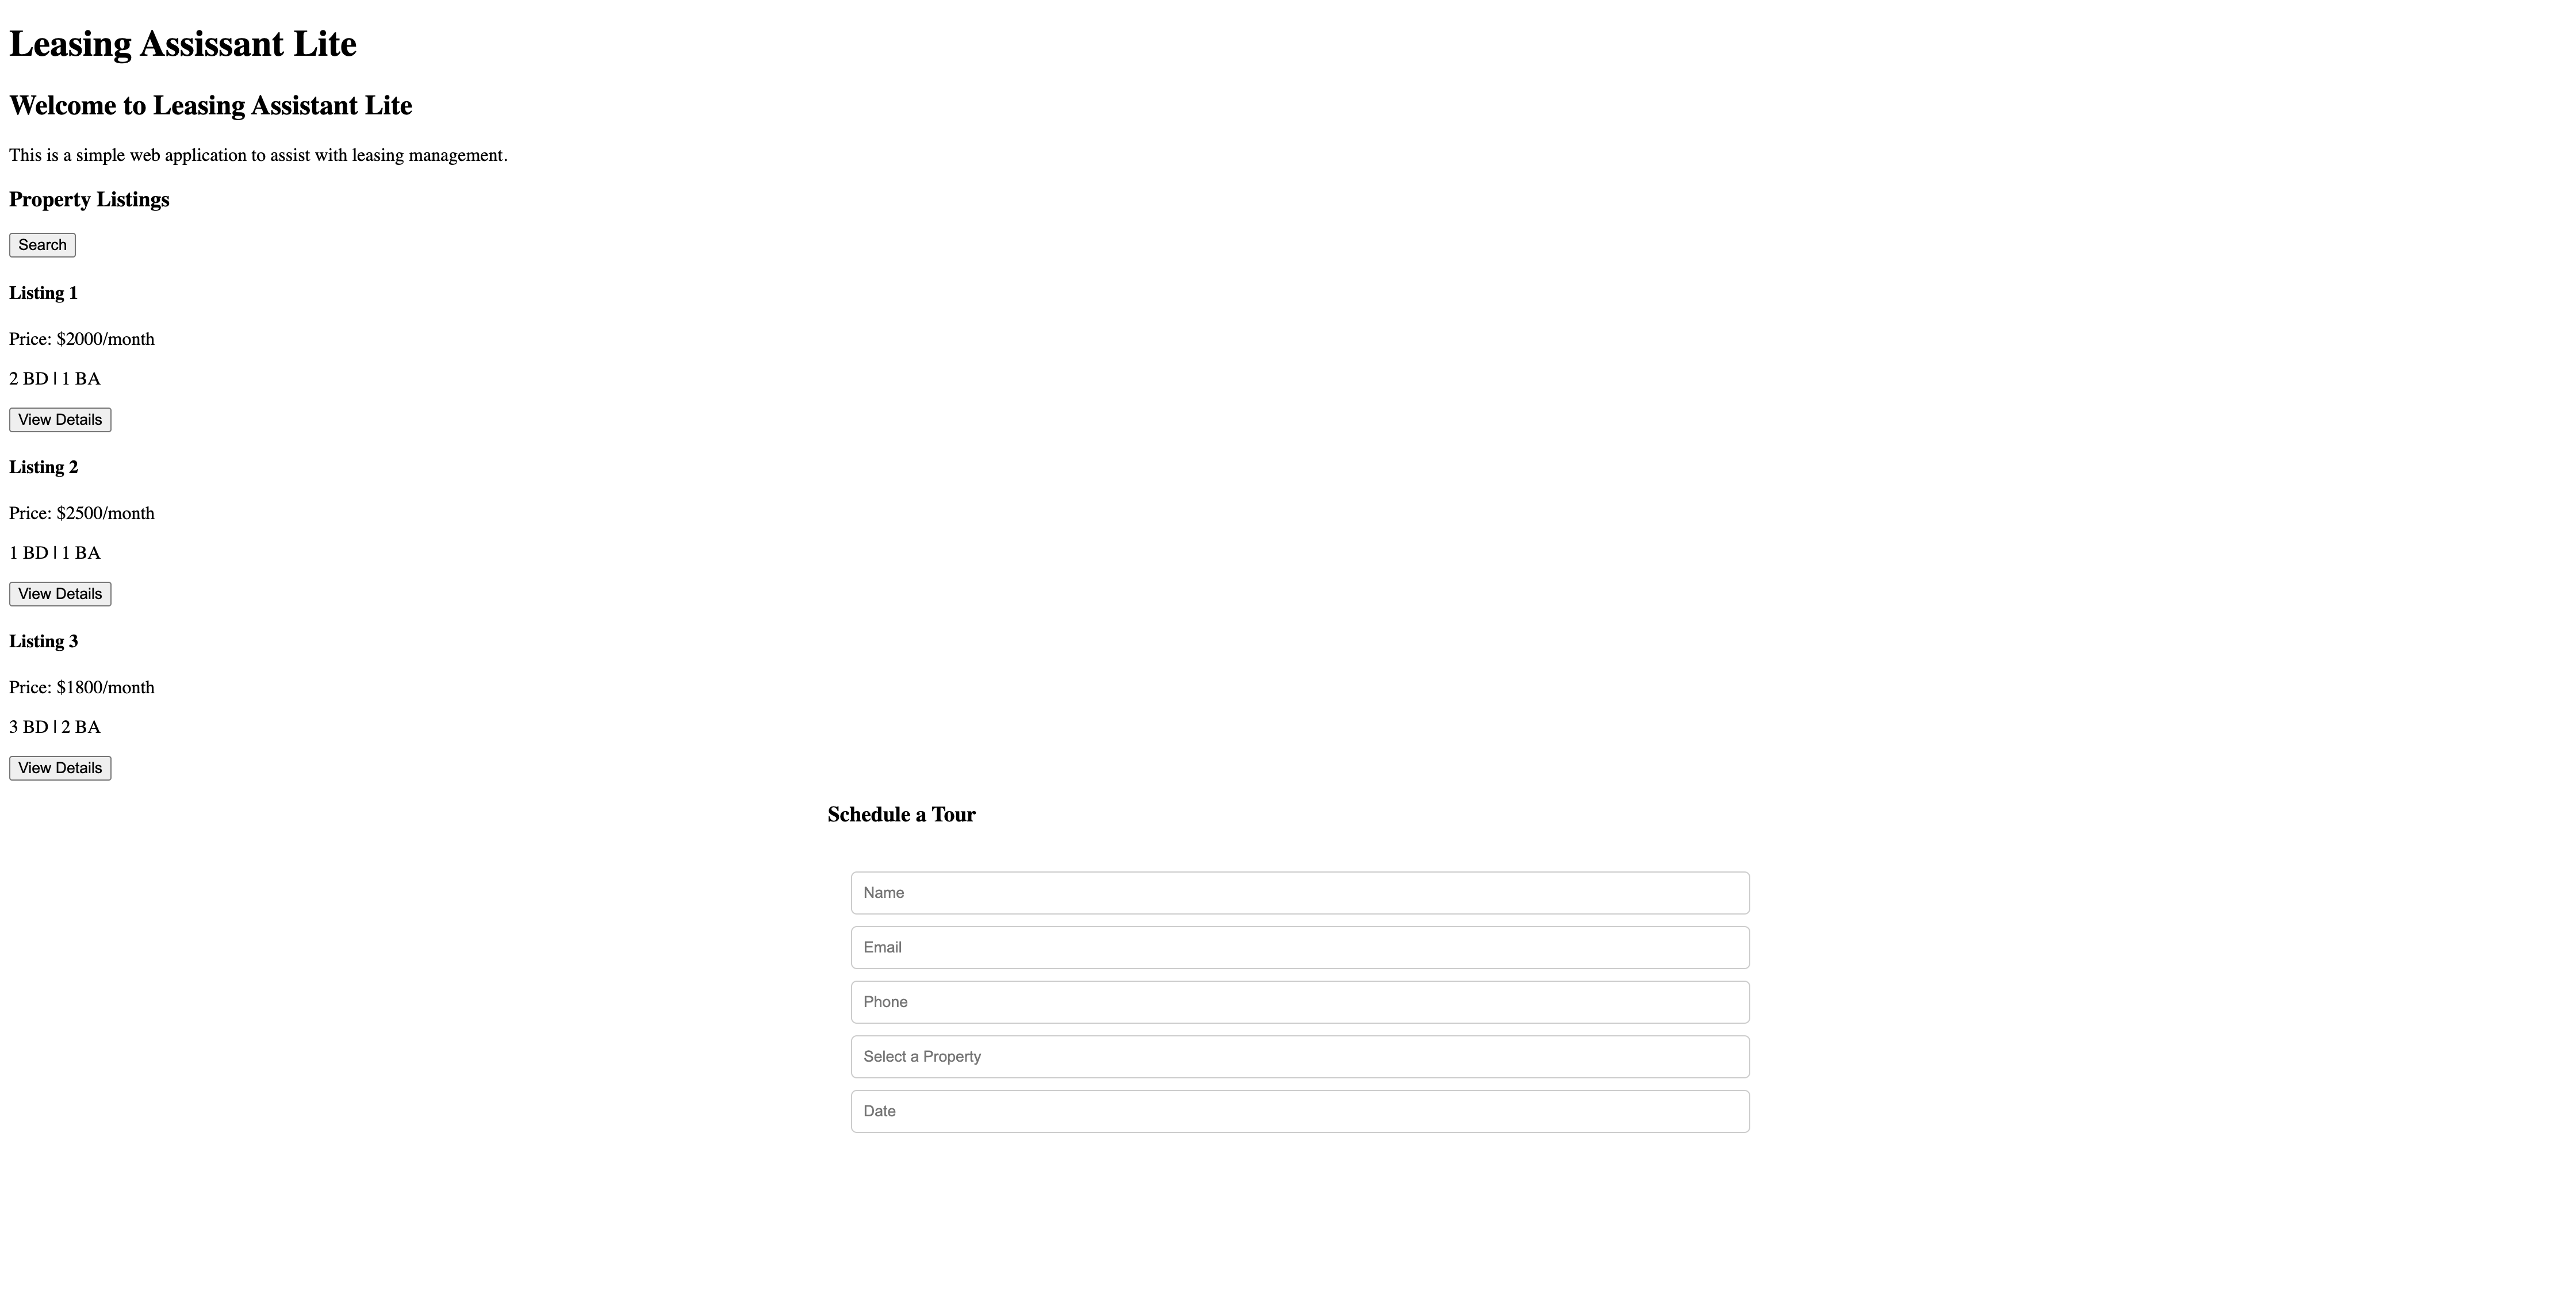 Leasing Assissant Lite
Welcome to Leasing Assistant Lite
This is a simple web application to assist with leasing management.
Property Listings
Search
Listing 1
Price: $2000/month
2 BD | 1 BA
View Details
Listing 2
Price: $2500/month
1 BD | 1 BA
View Details
Listing 3
Price: $1800/month
3 BD | 2 BA
View Details
Schedule a Tour
Name
Email
Phone
Select a Property
Date